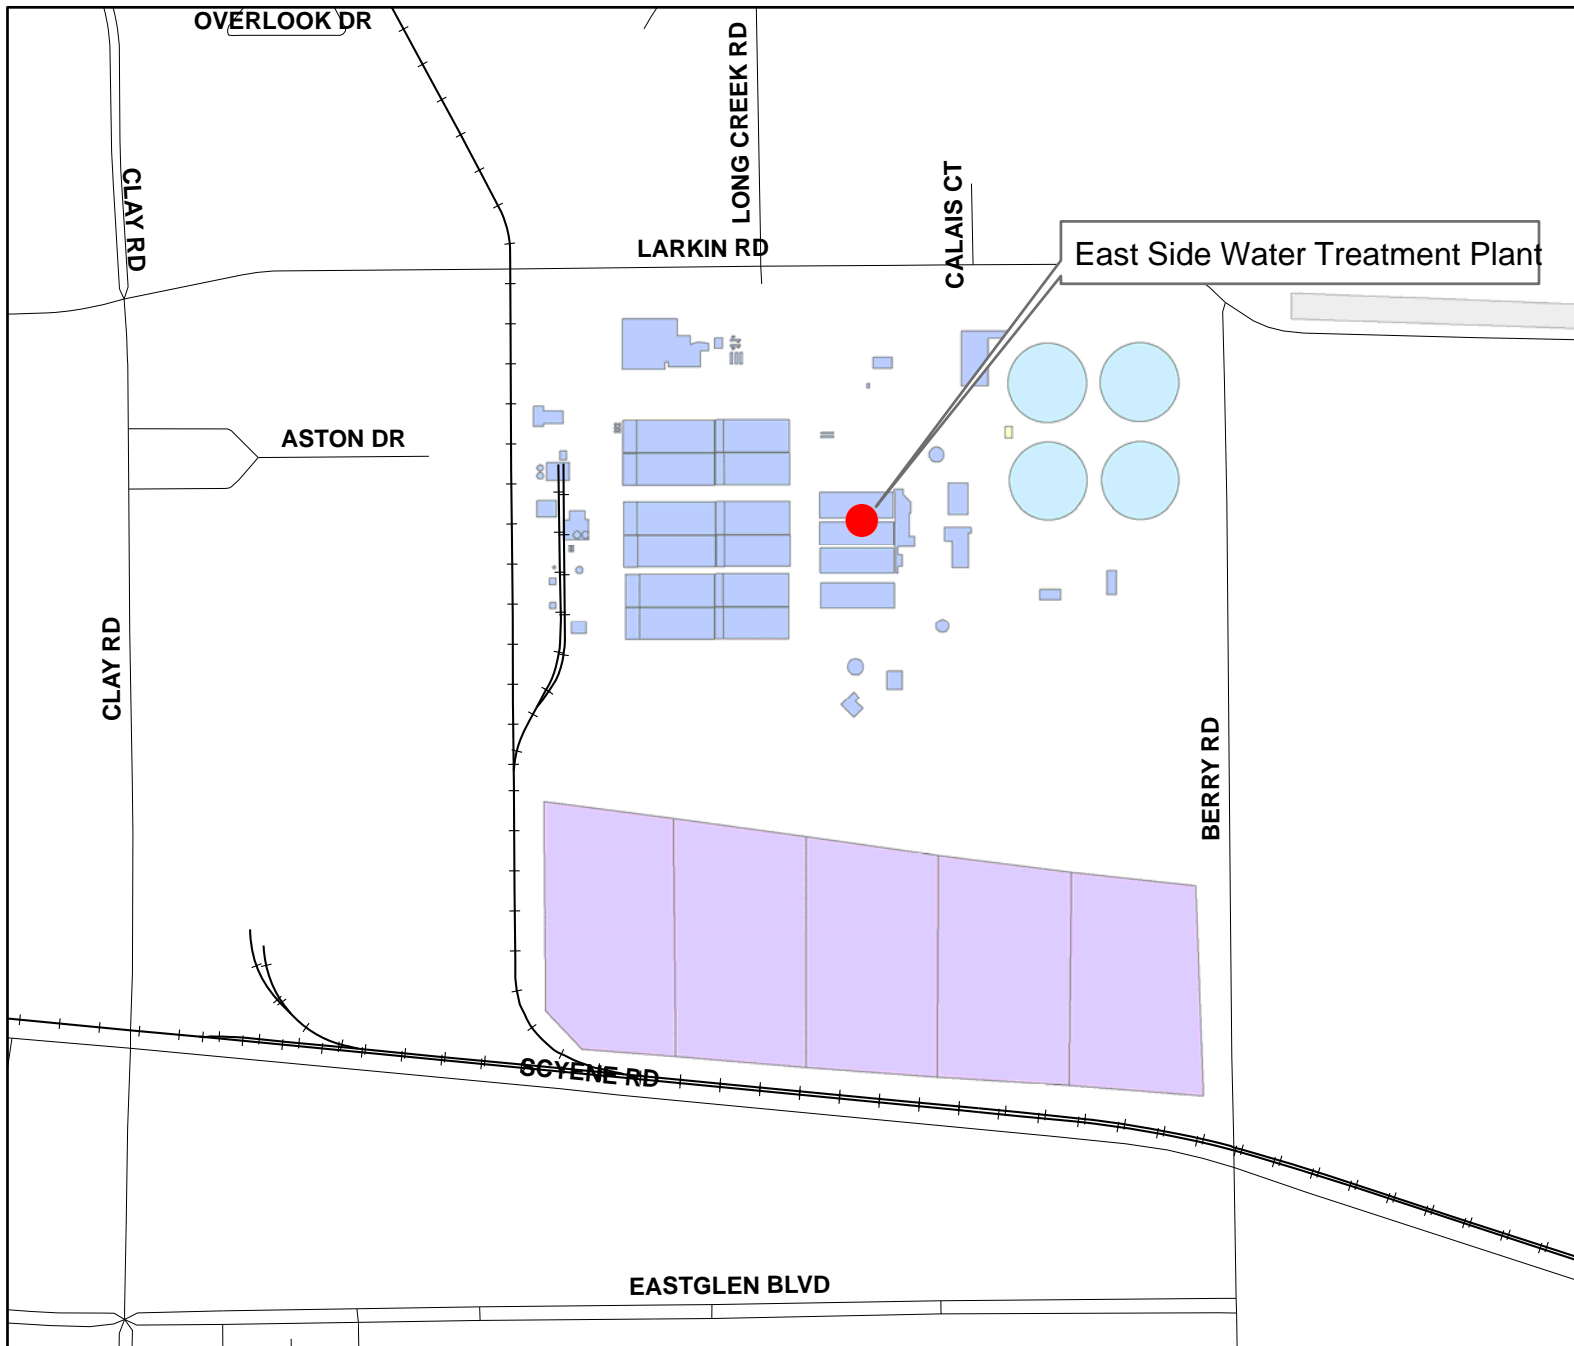 OVERLOOK DR
LONG CREEK RD
CLAY RD
CALAIS CT
LARKIN RD
East Side Water Treatment Plant
ASTON DR
CLAY RD
BERRY RD
SCYENE RD
EASTGLEN BLVD